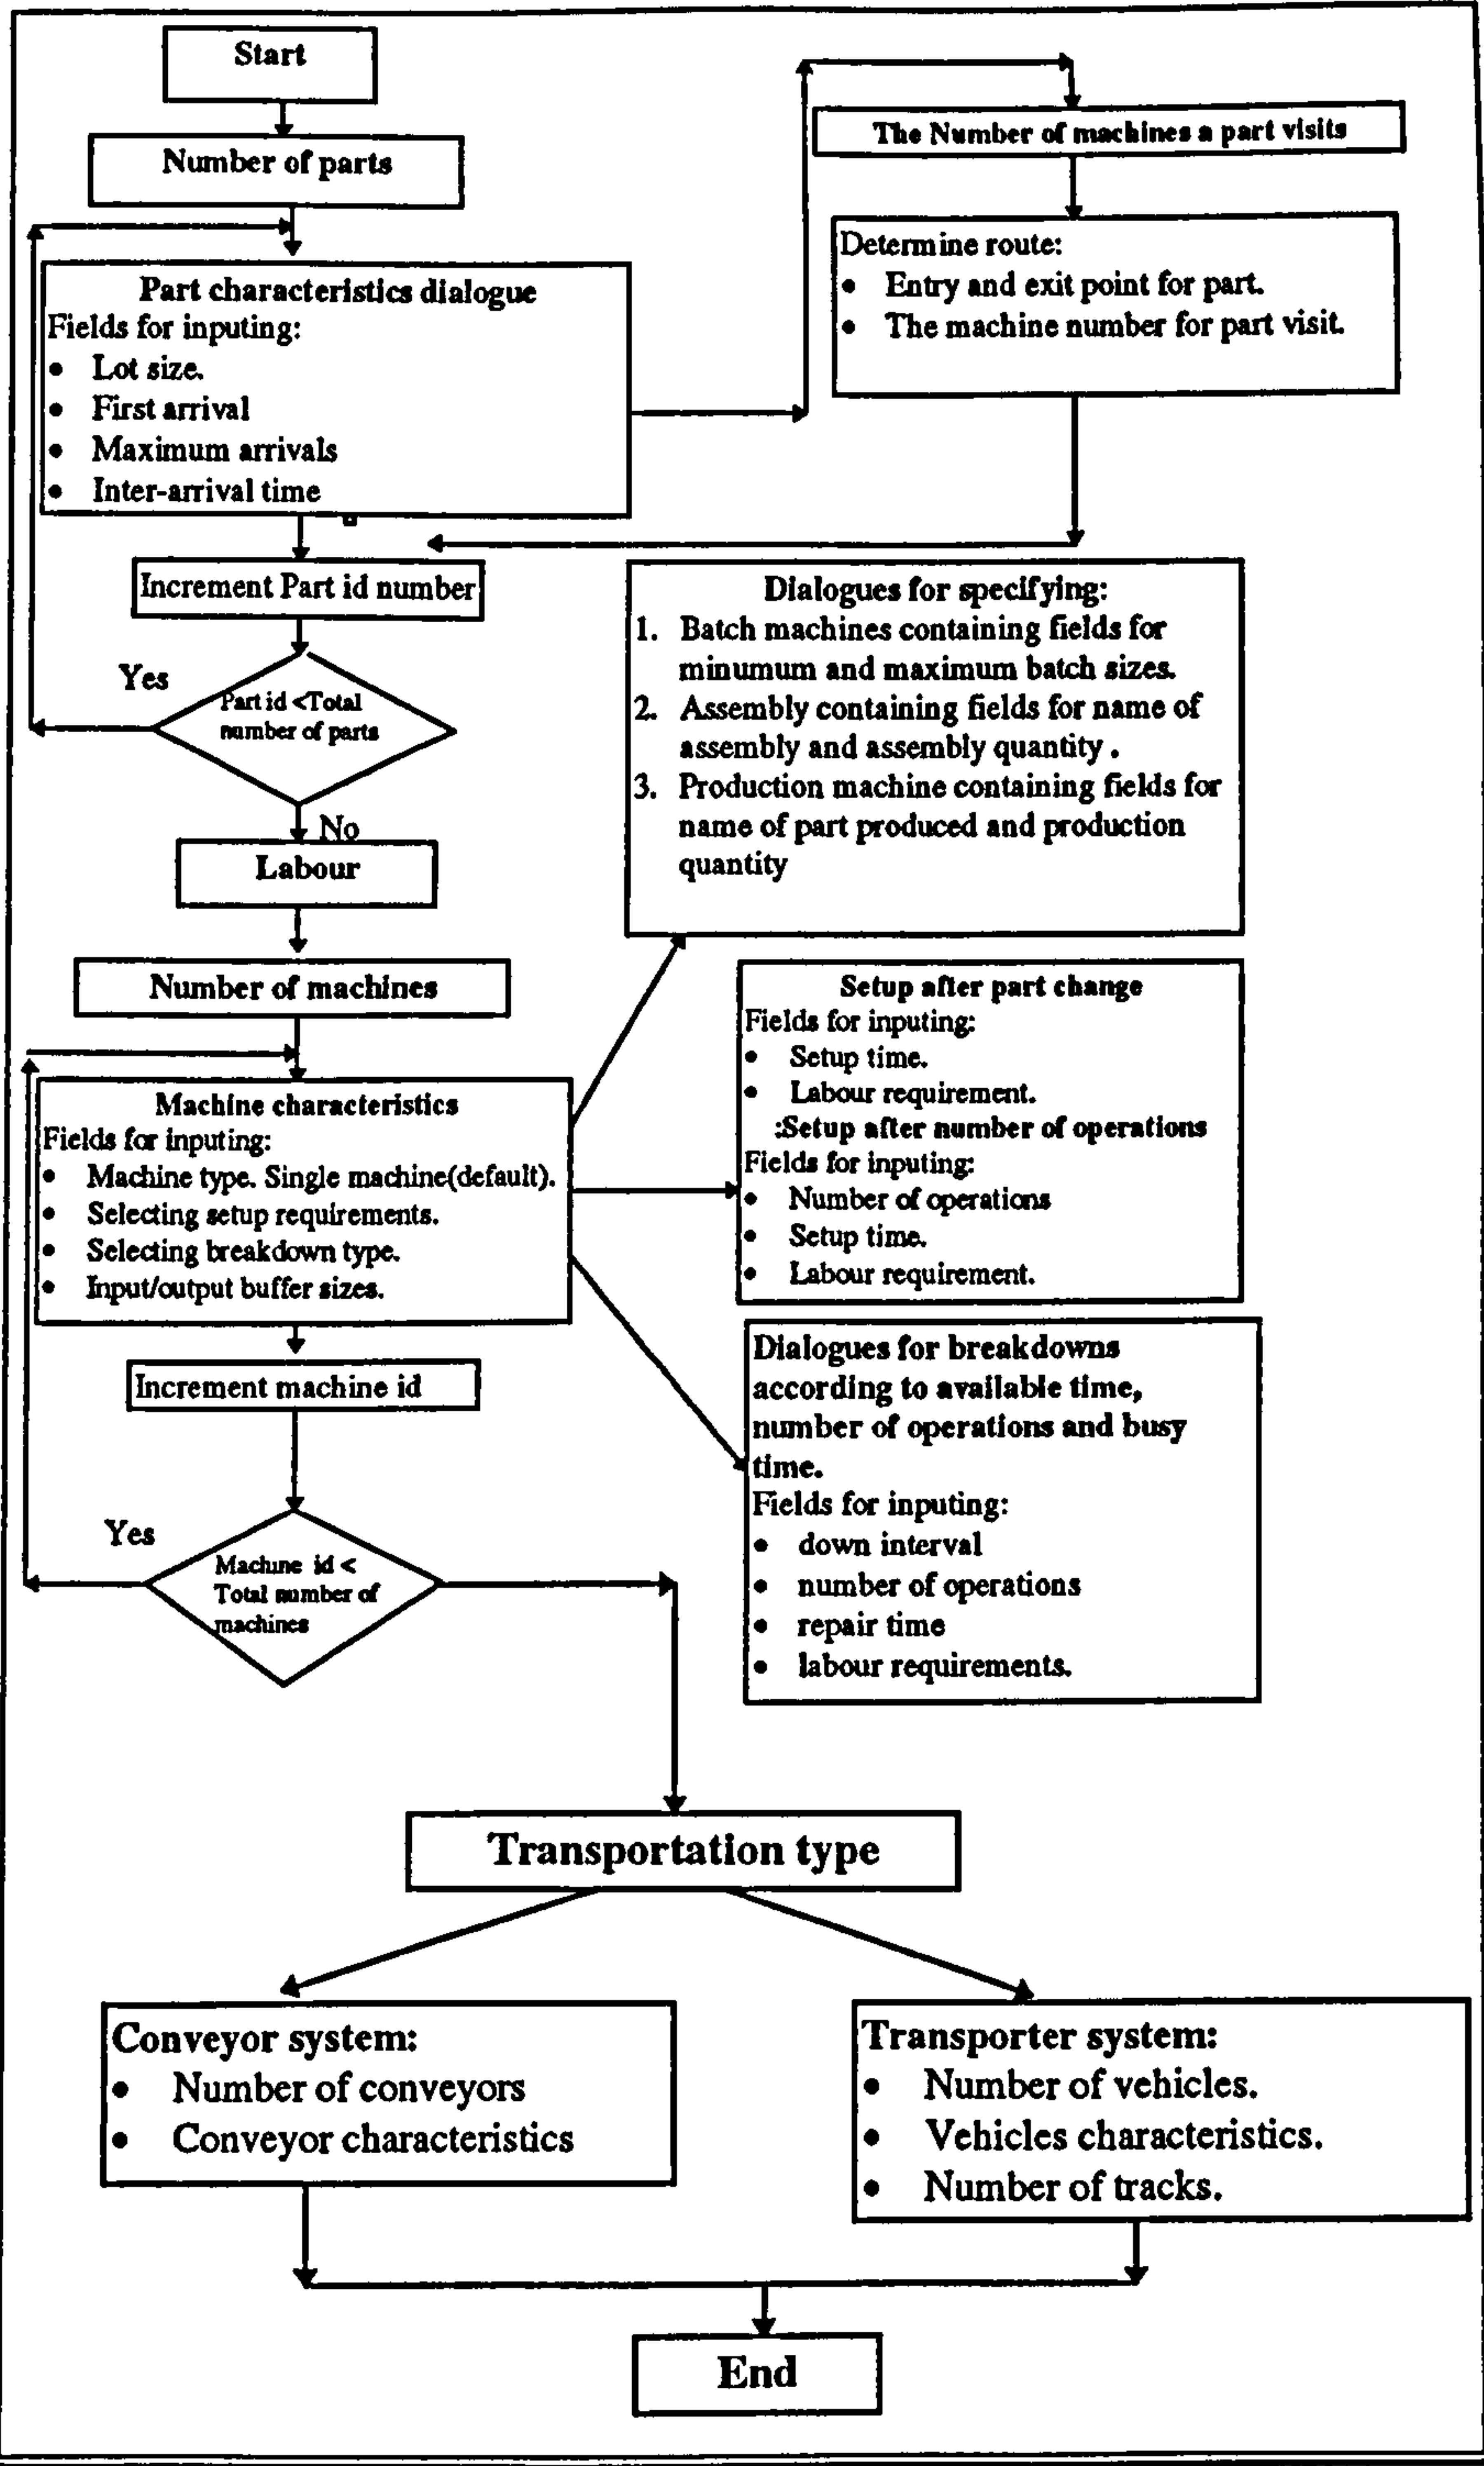 Start
Number of parts
Part characteristics dialogue
Fields for inputing:
• Lot size.
• First arrival
• Maximum arrivals
• Inter-arrival time
The Number of machines a part visits
Determine route:
• Entry and exit point for part.
• The machine number for part visit.
Increment Part id number
Yes
Part id <Total
number of parts
No
Labour
Number of machines
Dialogues for specifying:
1. Batch machines containing fields for
minumum and maximum batch sizes.
2. Assembly containing fields for name of
assembly and assembly quantity .
3. Production machine containing fields for
name of part produced and production
quantity
Machine characteristics
Fields for inputing:
• Machine type. Single machine(default).
• Selecting setup requirements.
• Selecting breakdown type.
• Input/output buffer sizes.
Setup after part change
Fields for inputing:
• Setup time.
• Labour requirement.
:Setup after number of operations
Fields for inputing:
• Number of operations
• Setup time.
• Labour requirement.
Dialogues for breakdowns
according to available time,
number of operations and busy
time.
Fields for inputing:
• down interval
• number of operations
• repair time
• labour requirements.
Increment machine id
Yes
Machine id <
Total number of
machines
Transportation type
Conveyor system:
• Number of conveyors
• Conveyor characteristics
Transporter system:
• Number of vehicles.
• Vehicles characteristics.
• Number of tracks.
End